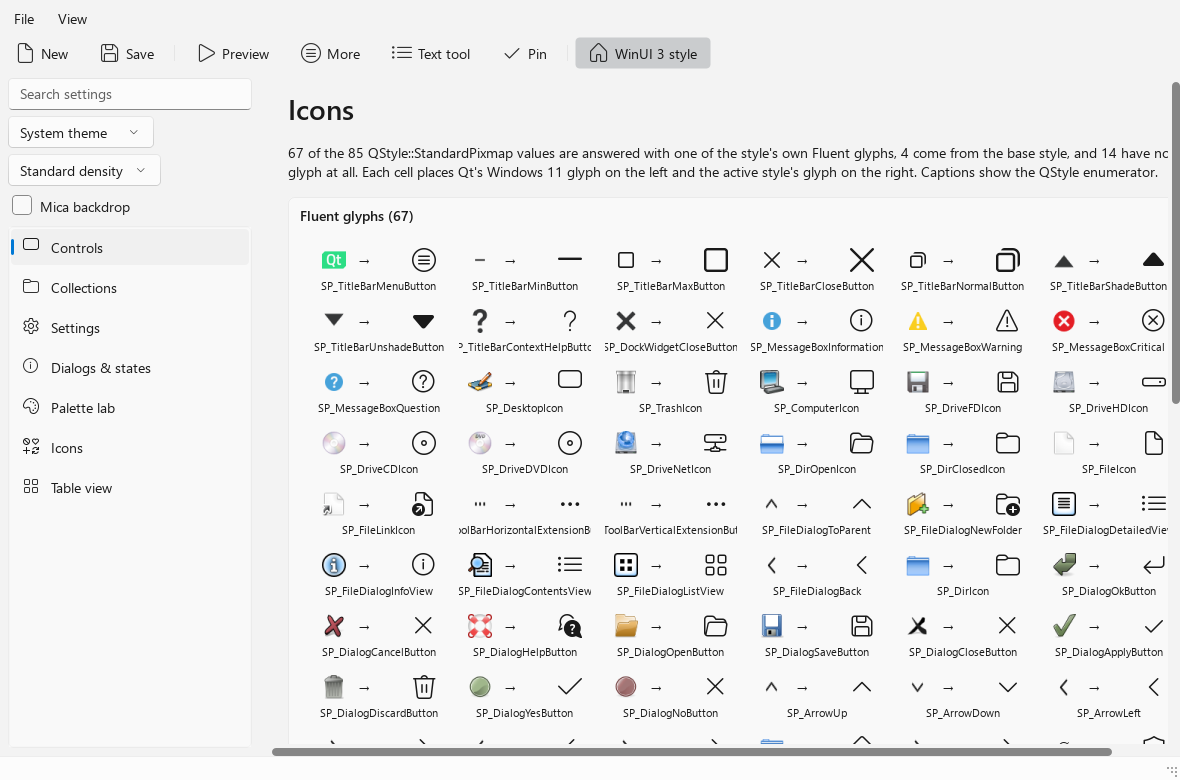 File View
New Save Preview More Text tool Pin WinUI 3 style
Search settings
System theme
Standard density
Mica backdrop
Controls
Collections
Settings
Dialogs & states
Palette lab
Icons
Table view
Icons
67 of the 85 QStyle::StandardPixmap values are answered with one of the style's own Fluent glyphs, 4 come from the base style, and 14 have
glyph at all. Each cell places Qt's Windows 11 glyph on the left and the active style's glyph on the right. Captions show the QStyle enumerator.
Fluent glyphs (67)
Qt
SP_TitleBarMenuButton SP_TitleBarMinButton SP_TitleBarMaxButton SP_TitleBarCloseButton SP_TitleBarNormalButton SP_TitleBarShadeButton
SP_TitleBarUnshadeButton P_TitleBarContextHelpButto SP_DockWidgetCloseButton SP_MessageBoxInformation SP_MessageBoxWarning SP_MessageBoxCritical
SP_MessageBoxQuestion SP_DesktopIcon SP_TrashIcon SP_ComputerIcon SP_DriveFDIcon SP_DriveHDIcon
DVD
SP_DriveCDIcon SP_DriveDVDIcon SP_DriveNetIcon SP_DirOpenIcon SP_DirClosedIcon SP_FileIcon
SP_FileLinkIcon oolBarHorizontalExtensionB ToolBarVerticalExtensionBut SP_FileDialogToParent SP_FileDialogNewFolder SP_FileDialogDetailedView
SP_FileDialogInfoView SP_FileDialogContentsView SP_FileDialogListView SP_FileDialogBack SP_DirIcon SP_DialogOkButton
SP_DialogCancelButton SP_DialogHelpButton SP_DialogOpenButton SP_DialogSaveButton SP_DialogCloseButton SP_DialogApplyButton
SP_DialogDiscardButton SP_DialogYesButton SP_DialogNoButton SP_ArrowUp SP_ArrowDown SP_ArrowLeft